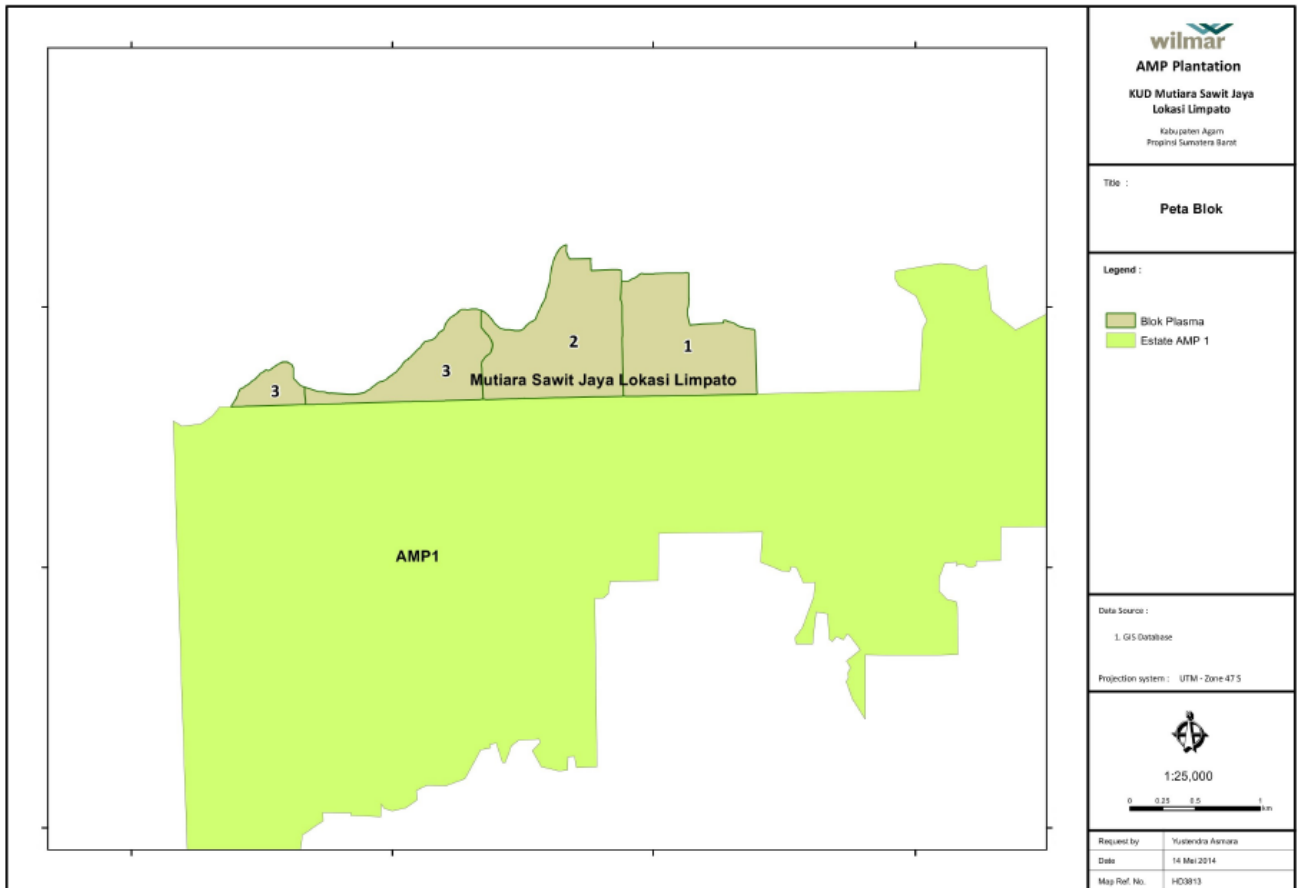 3
3
2
1
Mutiara Sawit Jaya Lokasi Limpato
AMP1
wilmar
AMP Plantation
KUD Mutiara Sawit Jaya
Lokasi Limpato
Kabupaten Agam
Propinsi Sumatera Barat
Title :
Peta Blok
Legend :
Blok Plasma
Estate AMP 1
Data Source :
1. GIS Database
Projection system : UTM - Zone 47 S
1:25,000
0 0.25 0.5 1
km
Request by Yustendra Asmara
Date 14 Mei 2014
Map Ref. No. HD3813